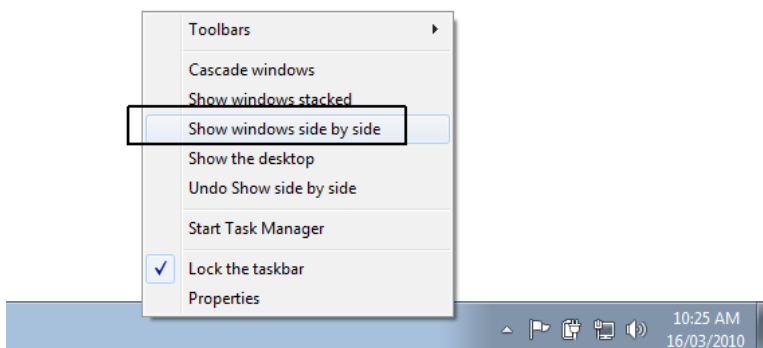 Toolbars
Cascade windows
Show windows stacked
Show windows side by side
Show the desktop
Undo Show side by side
Start Task Manager
Lock the taskbar
Properties
10:25 AM
16/03/2010